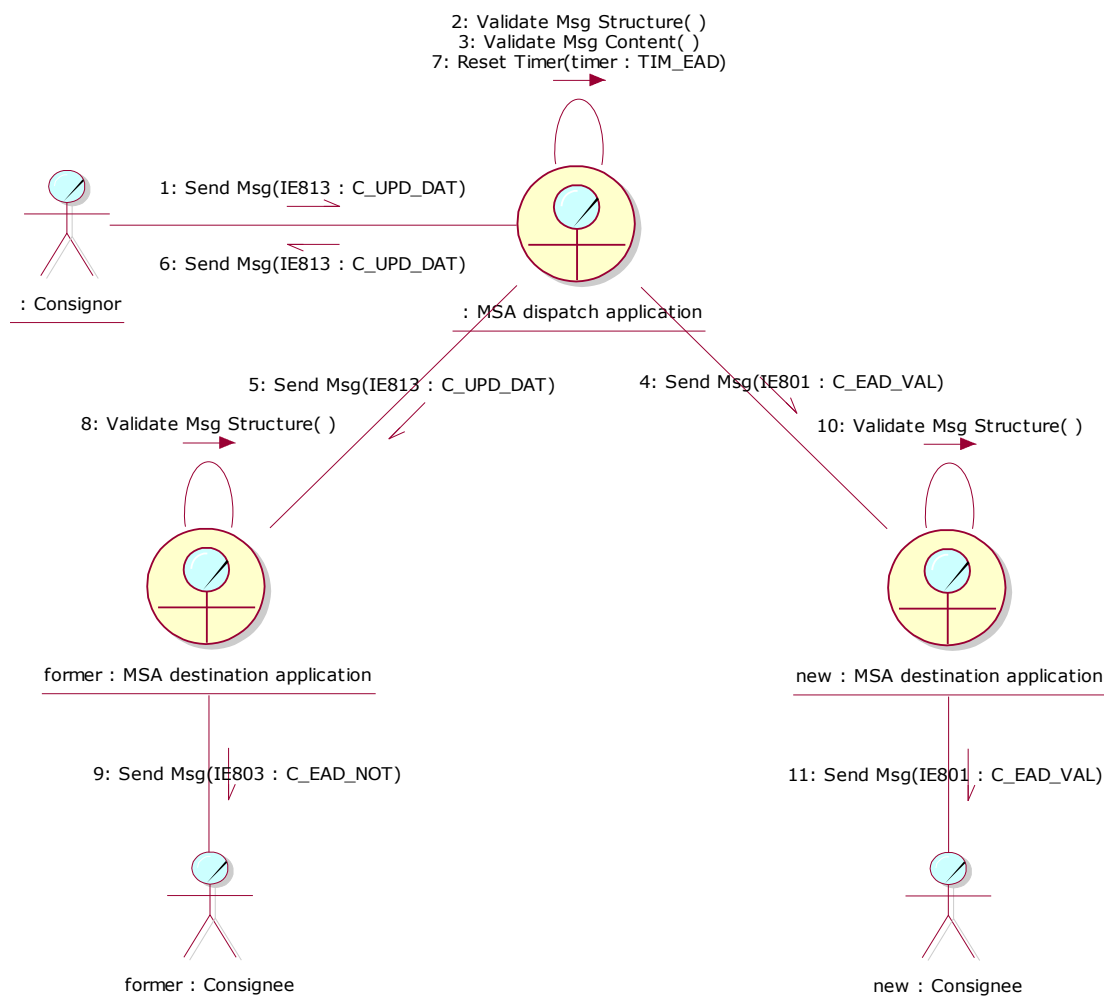 2: Validate Msg Structure( )
3: Validate Msg Content( )
7: Reset Timer(timer : TIM_EAD)
1: Send Msg(IE813 : C_UPD_DAT)
6: Send Msg(IE813 : C_UPD_DAT)
: Consignor
: MSA dispatch application
5: Send Msg(IE813 : C_UPD_DAT)
4: Send Msg(IE801 : C_EAD_VAL)
8: Validate Msg Structure( )
10: Validate Msg Structure( )
former : MSA destination application
new : MSA destination application
9: Send Msg(IE803 : C_EAD_NOT)
11: Send Msg(IE801 : C_EAD_VAL)
former : Consignee
new : Consignee